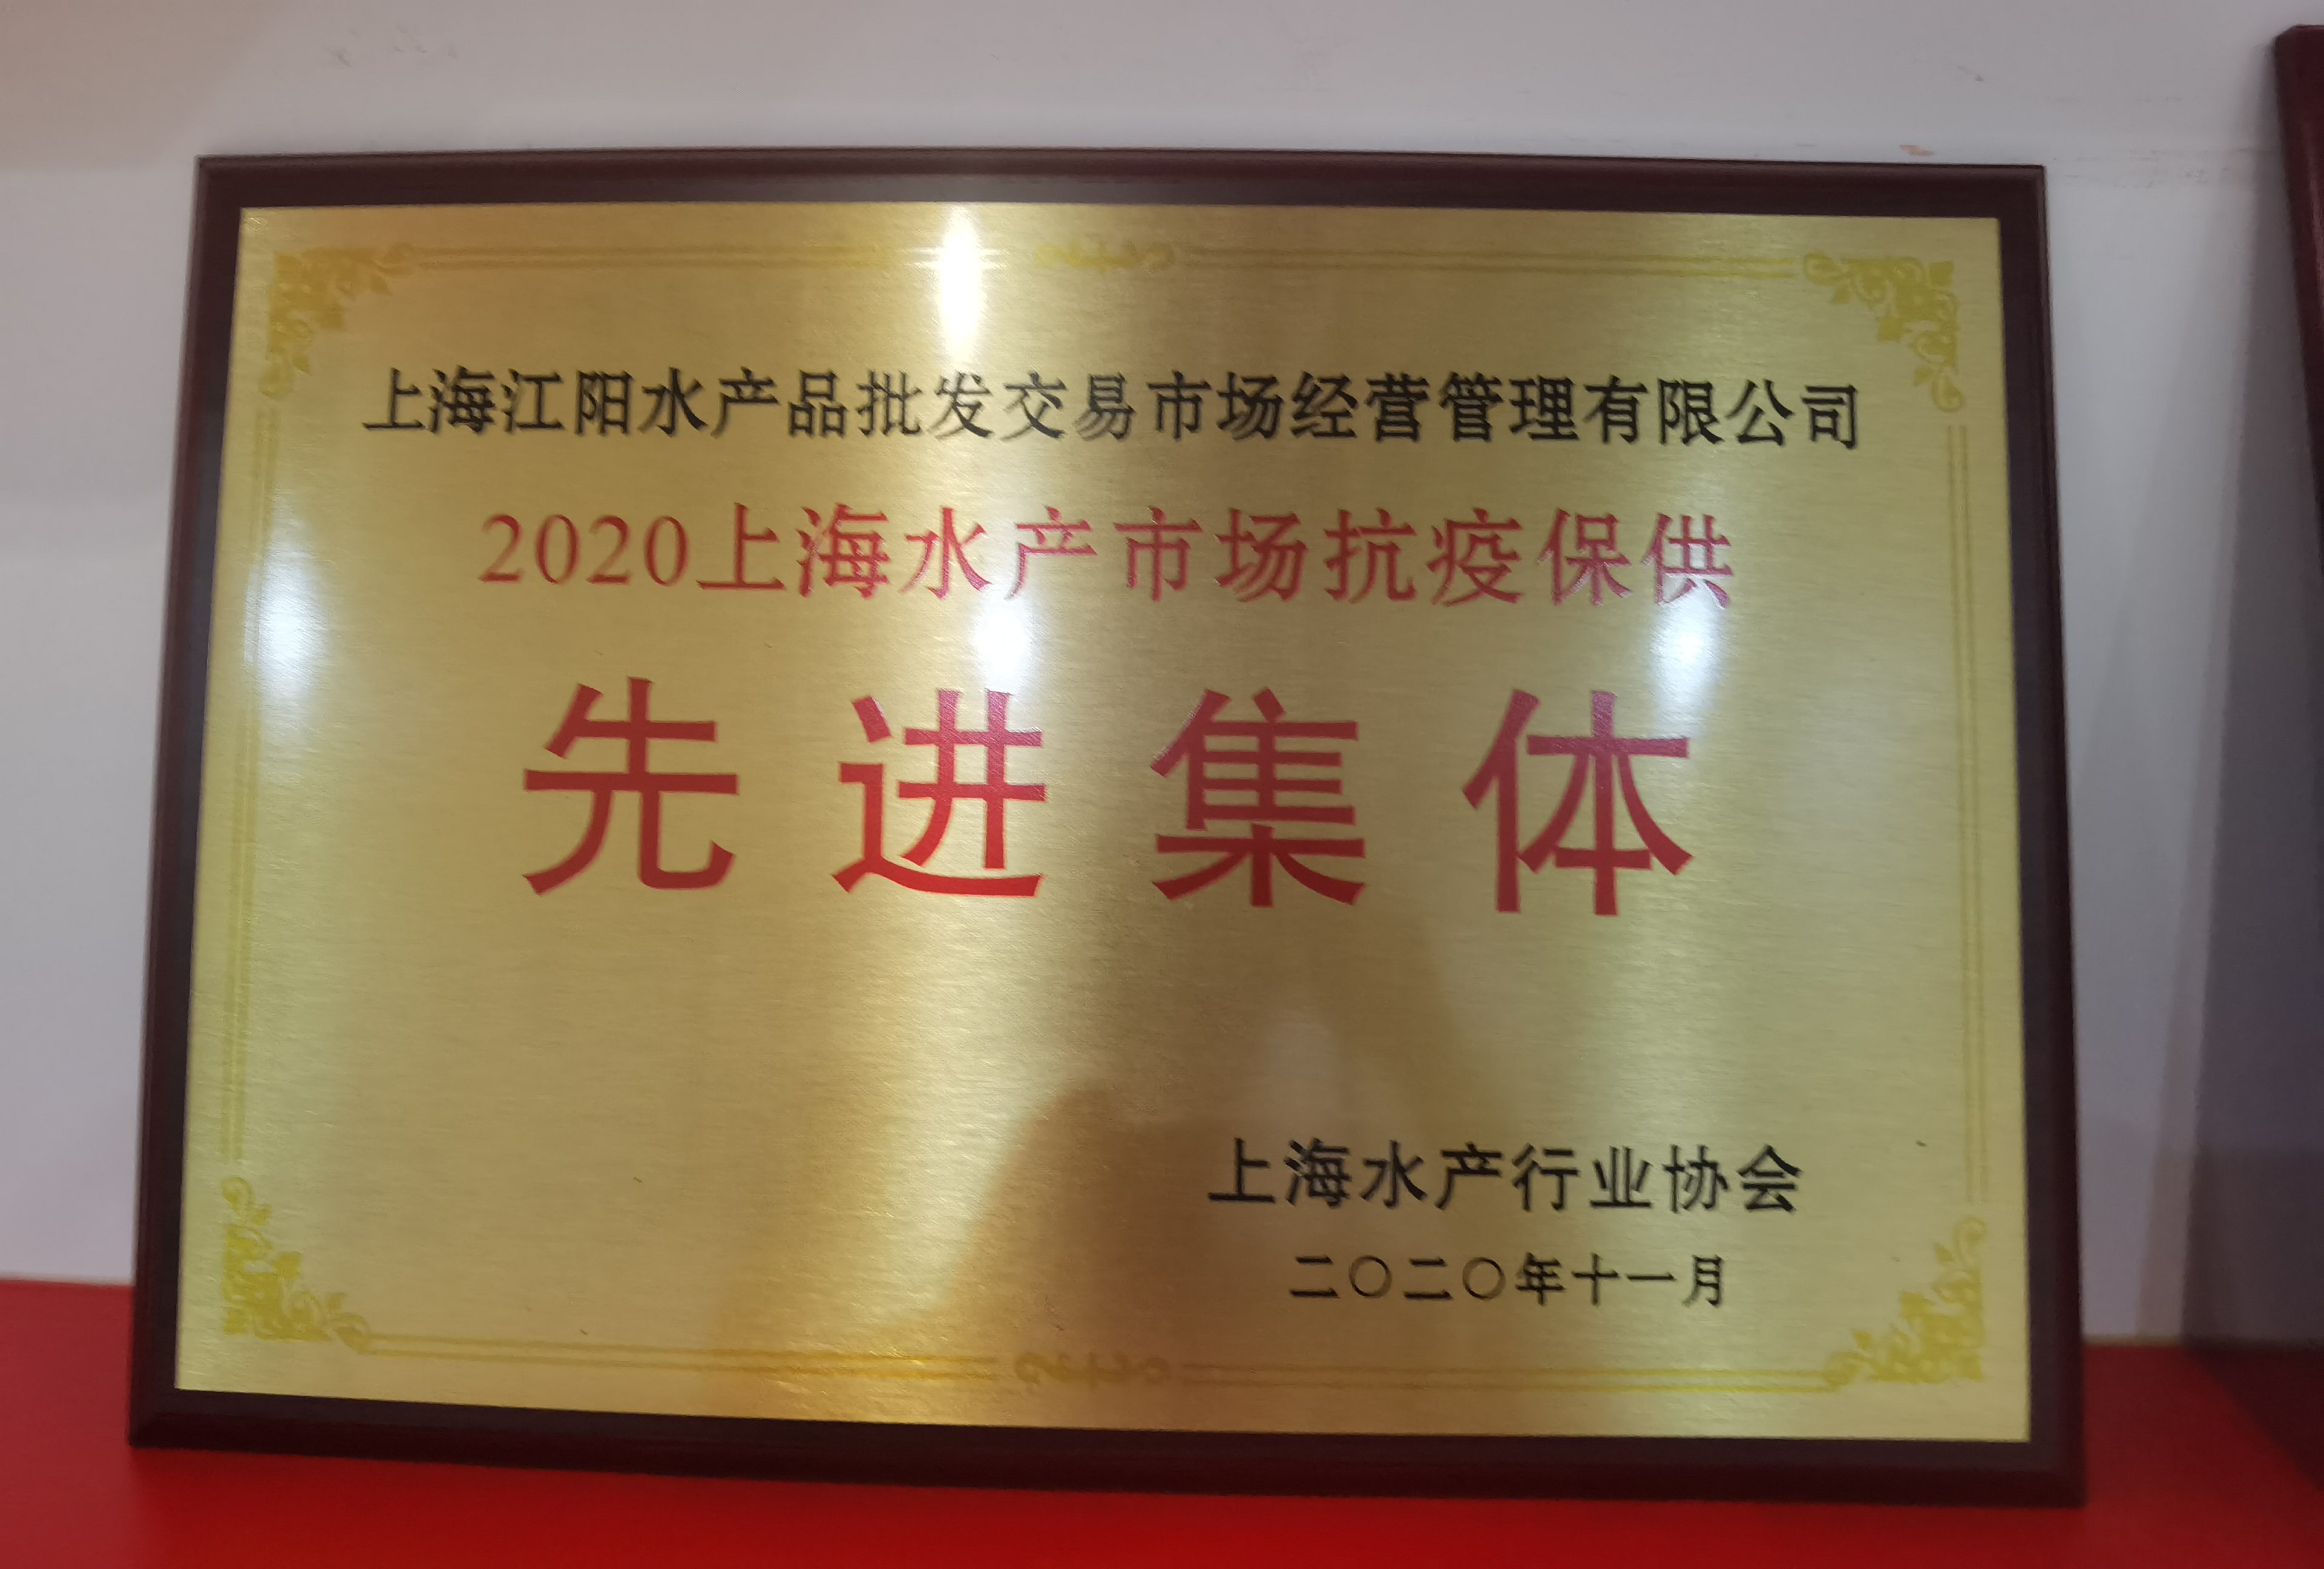 上海江阳水产品批发交易市场经营管理有限公司
2020上海水产市场抗疫保供
先进集体
上海水产行业协会
二〇二〇年十一月